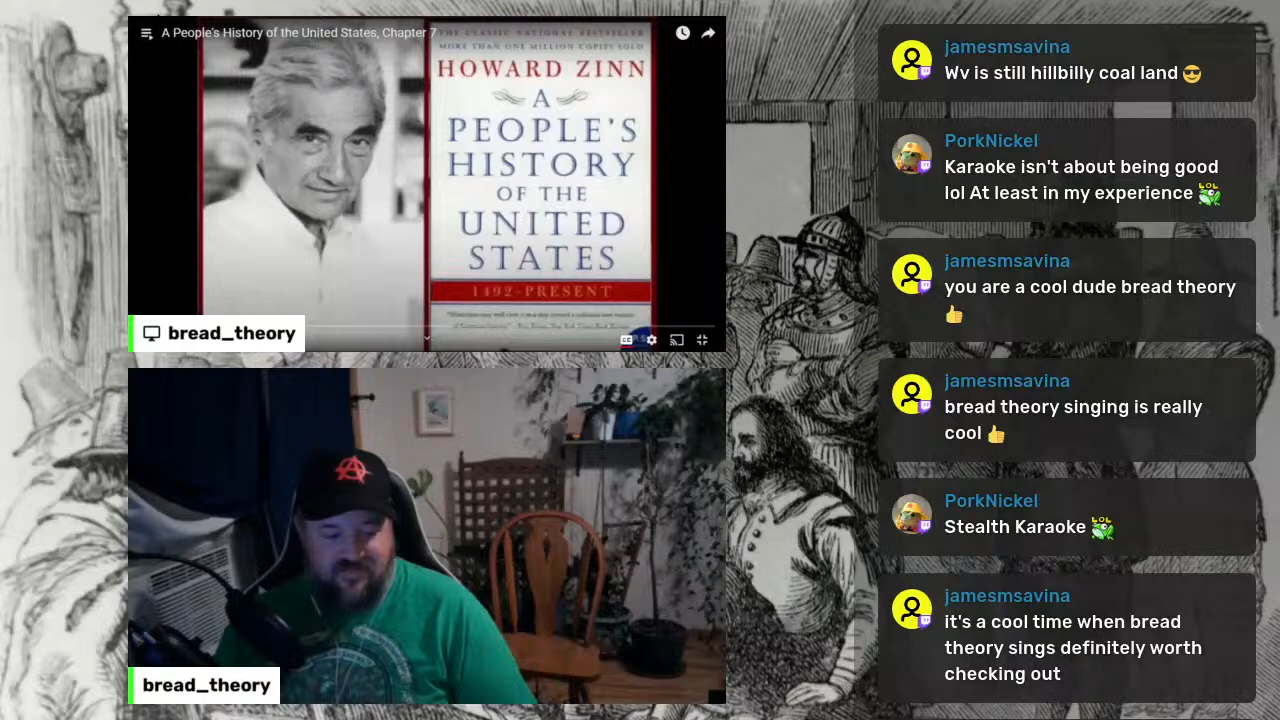 A People's History of the United States, Chapter 7
THE CLASSIC NATIONAL BESTSELLER
MORE THAN ONE MILLION COPIES SOLD
HOWARD ZINN
A
PEOPLE'S
HISTORY
OF THE
UNITED
STATES
1492–PRESENT
bread_theory
CC
bread_theory
jamesmsavina
Wv is still hillbilly coal land 😎
PorkNickel
Karaoke isn't about being good
lol At least in my experience
LOL
jamesmsavina
you are a cool dude bread theory
👍
jamesmsavina
bread theory singing is really
cool 👍
PorkNickel
Stealth Karaoke
LOL
jamesmsavina
it's a cool time when bread
theory sings definitely worth
checking out